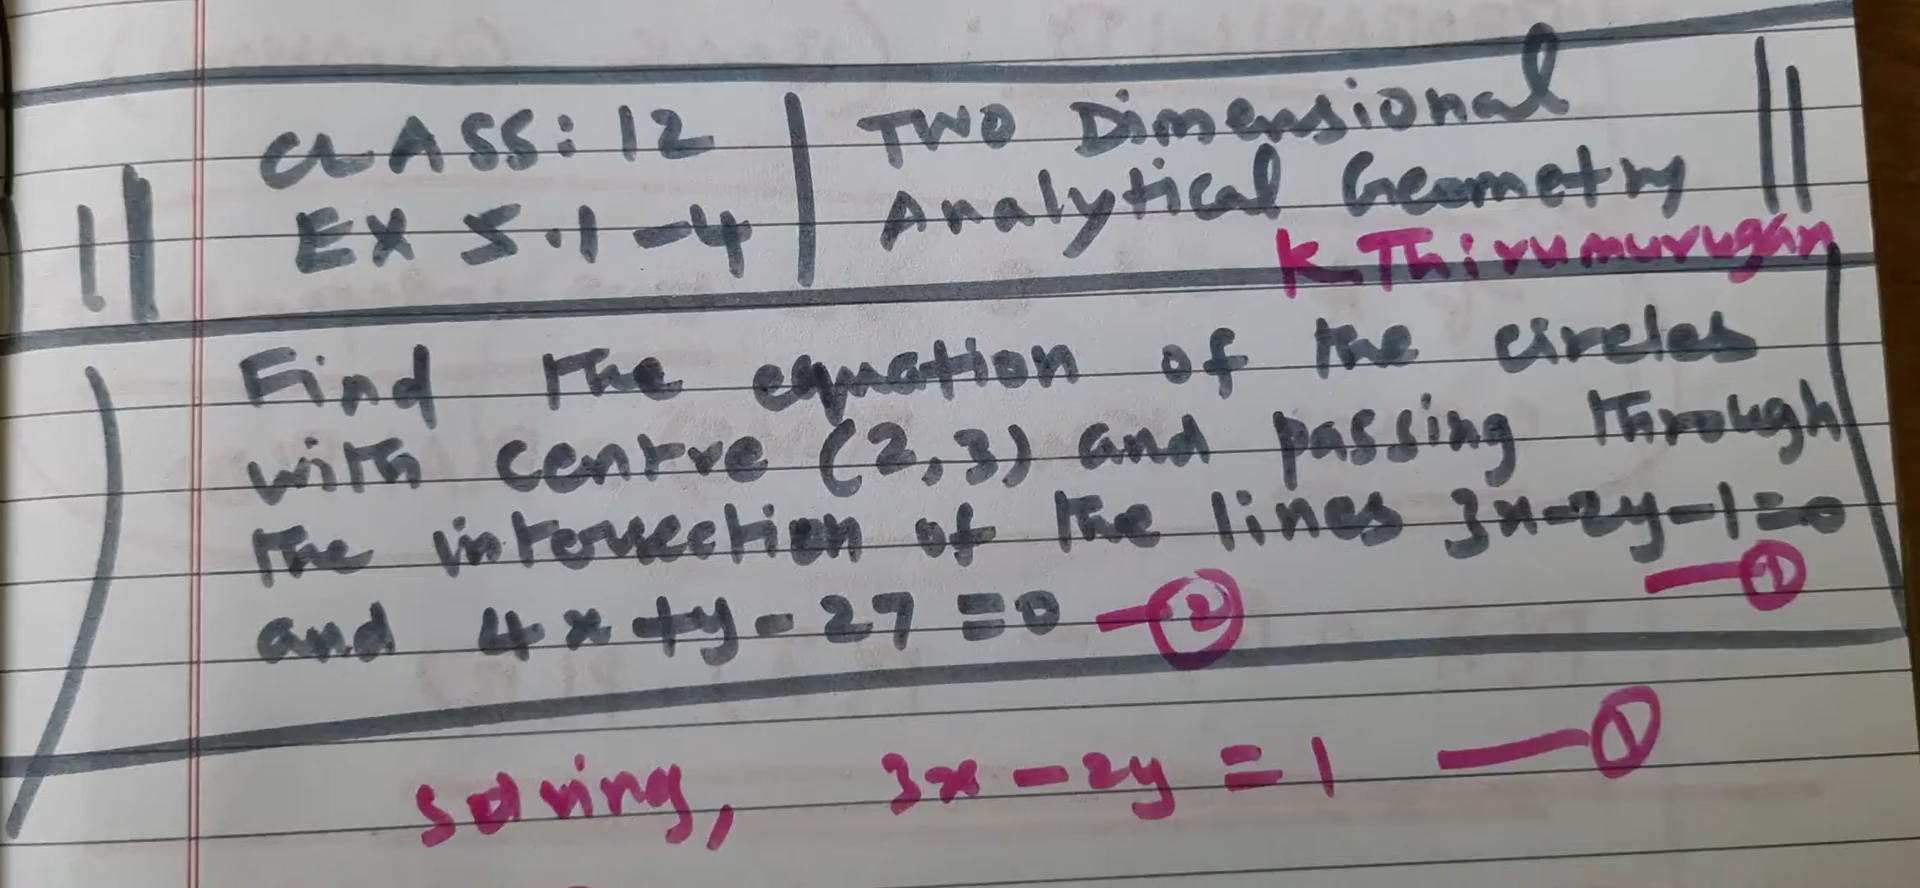 CLASS: 12
EX 5.1-4
TWO Dimensional
Analytical Geometry
K Thirumurugan
Find the equation of the circles
with centre (2,3) and passing through
the intersection of the lines 3x-2y-1=0
—①
and 4x+y-27=0 —②
solving, 3x-2y=1 —①